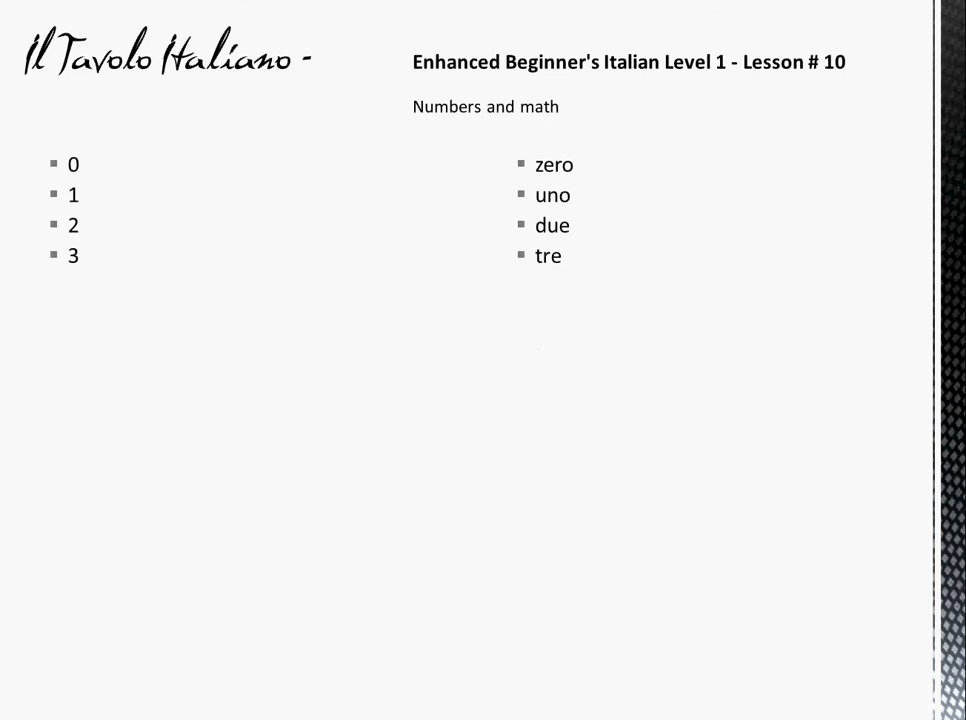 Il Tavolo Italiano -
Enhanced Beginner's Italian Level 1 - Lesson # 10
Numbers and math
▪ 0
▪ 1
▪ 2
▪ 3
▪ zero
▪ uno
▪ due
▪ tre